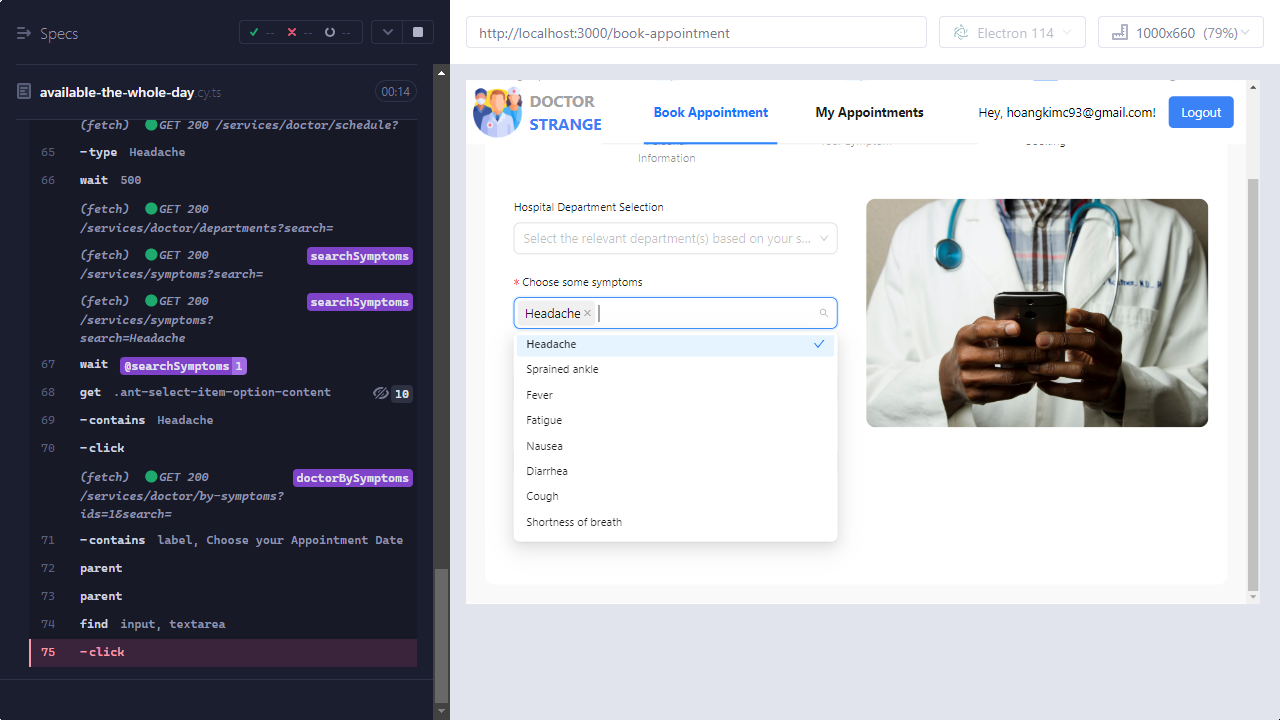 Specs
-- -- --
available-the-whole-day.cy.ts
00:14
(fetch) GET 200 /services/doctor/schedule?
65 -type Headache
66 wait 500
(fetch) GET 200
/services/doctor/departments?search=
(fetch) GET 200 searchSymptoms
/services/symptoms?search=
(fetch) GET 200 searchSymptoms
/services/symptoms?
search=Headache
67 wait @searchSymptoms 1
68 get .ant-select-item-option-content 10
69 -contains Headache
70 -click
(fetch) GET 200 doctorBySymptoms
/services/doctor/by-symptoms?
ids=1&search=
71 -contains label, Choose your Appointment Date
72 parent
73 parent
74 find input, textarea
75 -click
http://localhost:3000/book-appointment
Electron 114
1000x660 (79%)
DOCTOR
STRANGE
Book Appointment
My Appointments
Hey, hoangkimc93@gmail.com!
Logout
Information
Hospital Department Selection
Select the relevant department(s) based on your s...
* Choose some symptoms
Headache
Headache
Sprained ankle
Fever
Fatigue
Nausea
Diarrhea
Cough
Shortness of breath